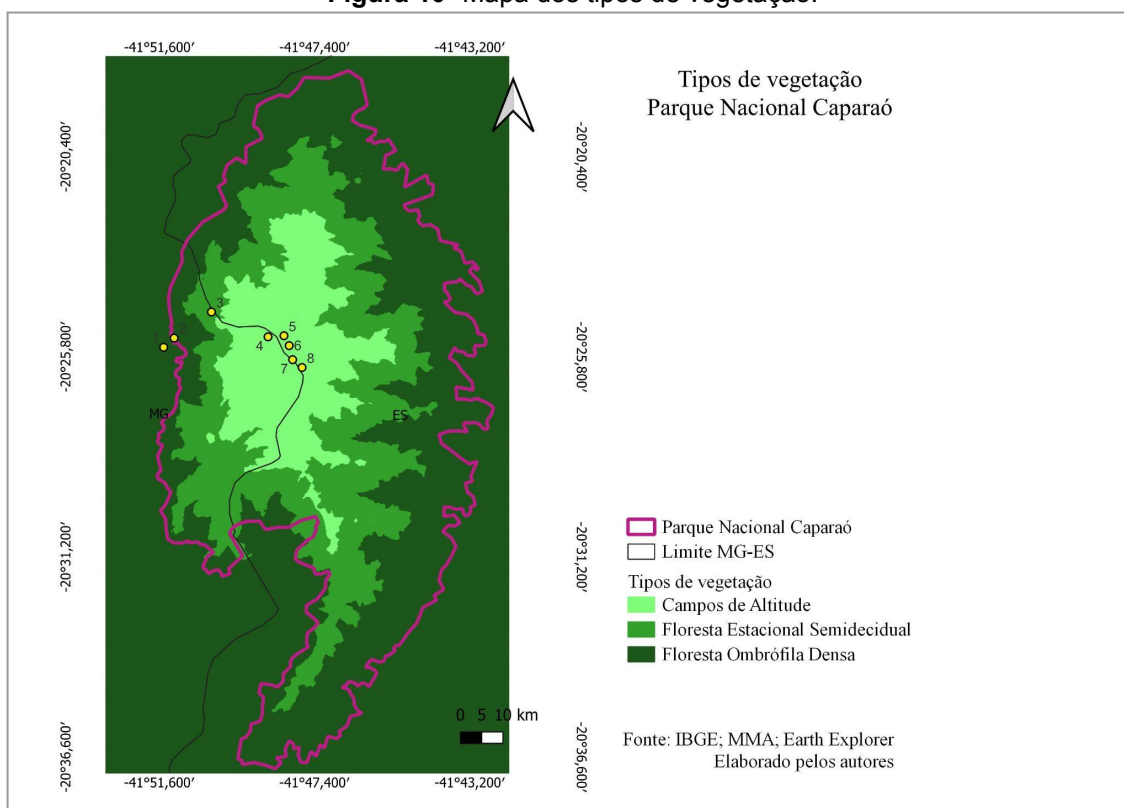 Figura 10- Mapa dos tipos de vegetação.
-41°51,600′ -41°47,400′ -41°43,200′
Tipos de vegetação
Parque Nacional Caparaó
-20°20,400′ -20°20,400′
3
1 2
4 5
6
7 8
-20°25,800′ -20°25,800′
MG ES
-20°31,200′ -20°31,200′
Parque Nacional Caparaó
Limite MG-ES
Tipos de vegetação
Campos de Altitude
Floresta Estacional Semidecidual
Floresta Ombrófila Densa
0 5 10 km
-20°36,600′ -20°36,600′
Fonte: IBGE; MMA; Earth Explorer
Elaborado pelos autores
-41°51,600′ -41°47,400′ -41°43,200′